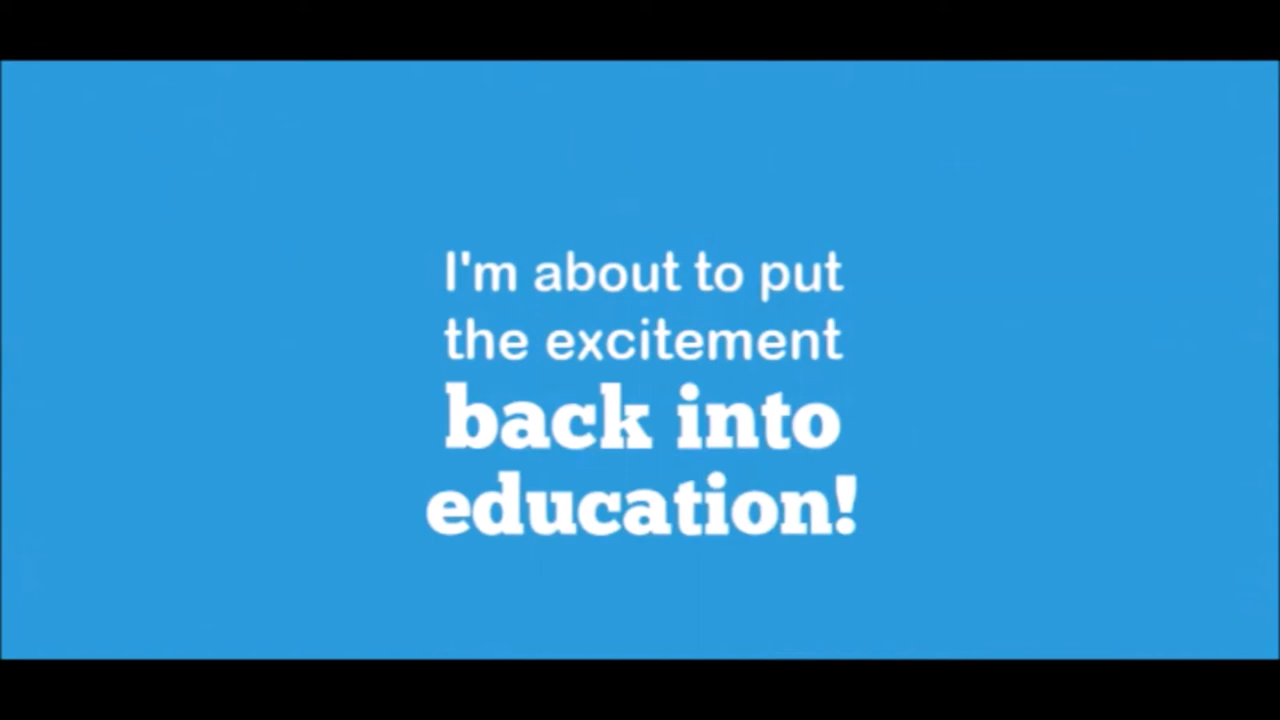 I'm about to put
the excitement
back into
education!